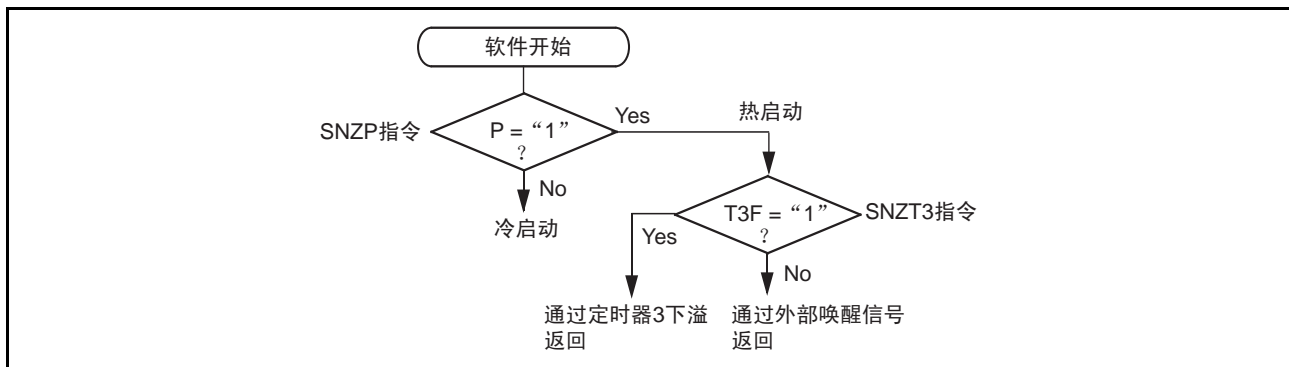 软件开始
SNZP指令
P = “1”
?
Yes
热启动
No
冷启动
T3F = “1”
?
SNZT3指令
Yes
No
通过定时器3下溢
返回
通过外部唤醒信号
返回